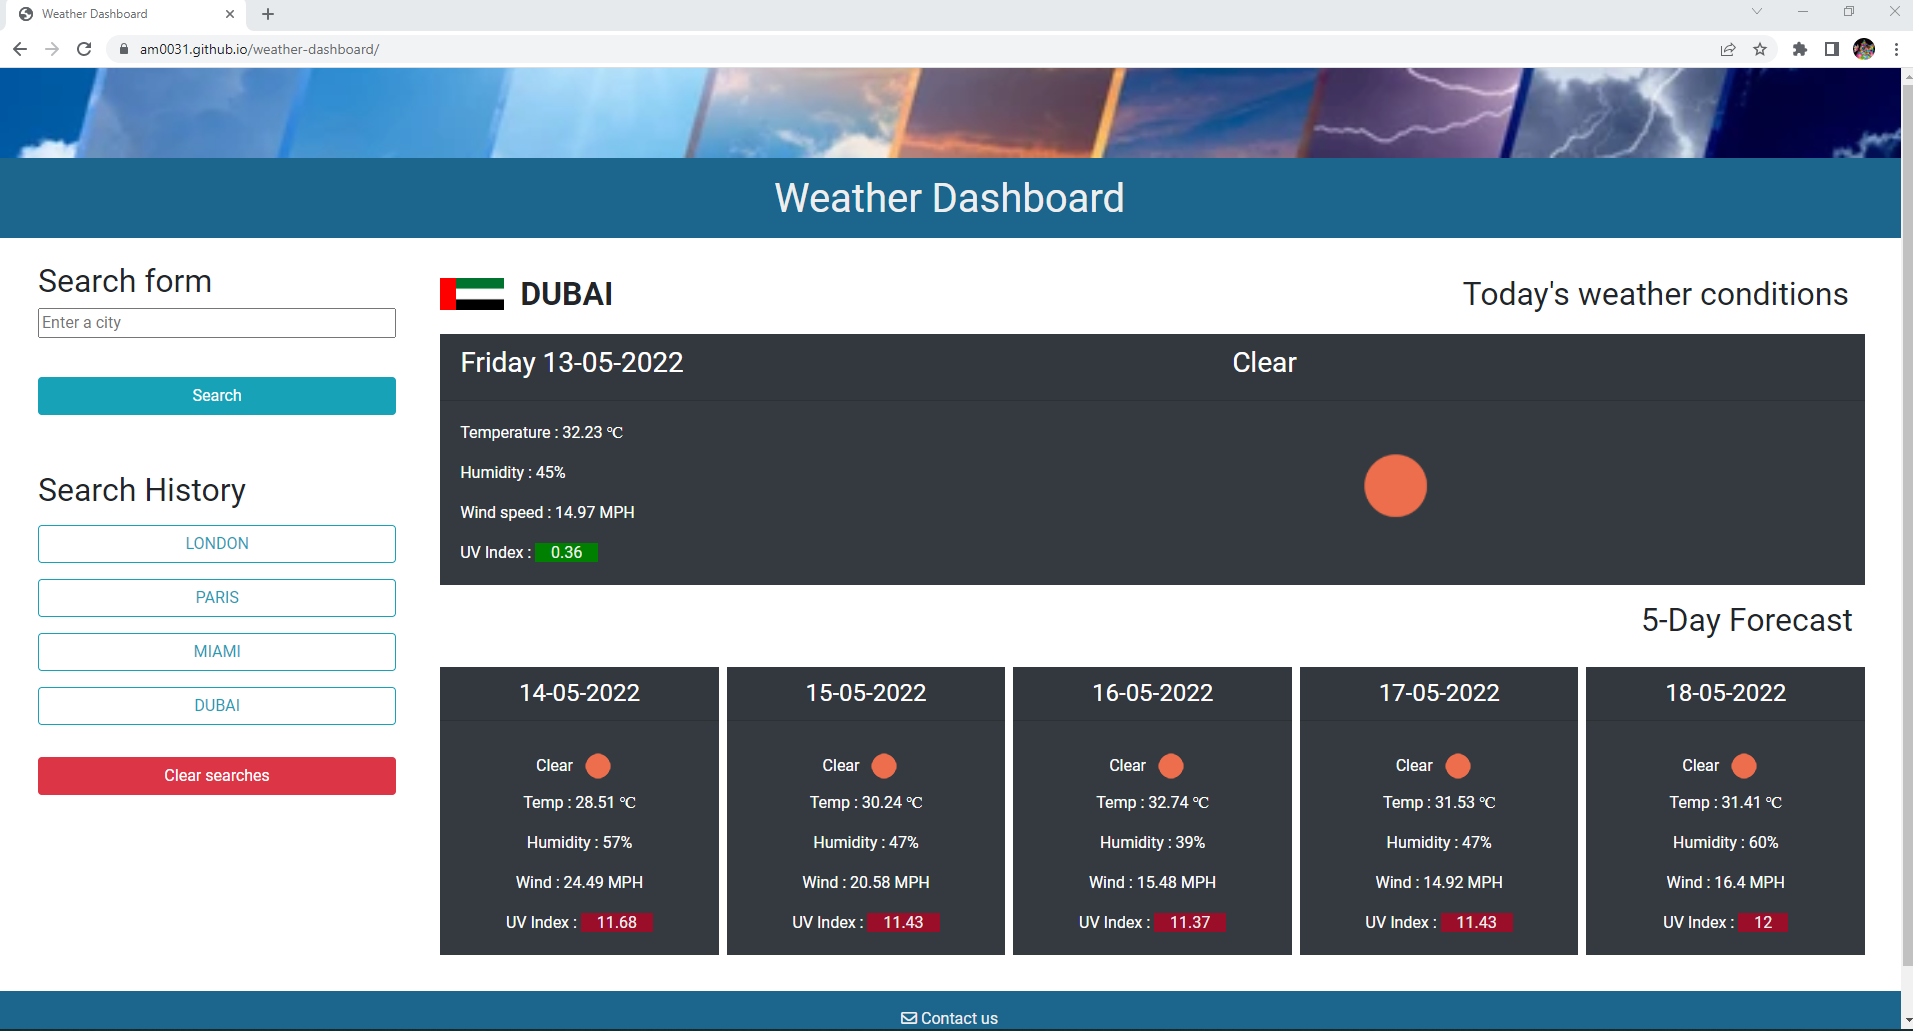 Weather Dashboard
am0031.github.io/weather-dashboard/
Weather Dashboard
Search form
Enter a city
Search
Search History
LONDON
PARIS
MIAMI
DUBAI
Clear searches
DUBAI
Today's weather conditions
Friday 13-05-2022 Clear
Temperature : 32.23 ℃
Humidity : 45%
Wind speed : 14.97 MPH
UV Index : 0.36
5-Day Forecast
14-05-2022
Clear
Temp : 28.51 ℃
Humidity : 57%
Wind : 24.49 MPH
UV Index : 11.68
15-05-2022
Clear
Temp : 30.24 ℃
Humidity : 47%
Wind : 20.58 MPH
UV Index : 11.43
16-05-2022
Clear
Temp : 32.74 ℃
Humidity : 39%
Wind : 15.48 MPH
UV Index : 11.37
17-05-2022
Clear
Temp : 31.53 ℃
Humidity : 47%
Wind : 14.92 MPH
UV Index : 11.43
18-05-2022
Clear
Temp : 31.41 ℃
Humidity : 60%
Wind : 16.4 MPH
UV Index : 12
Contact us